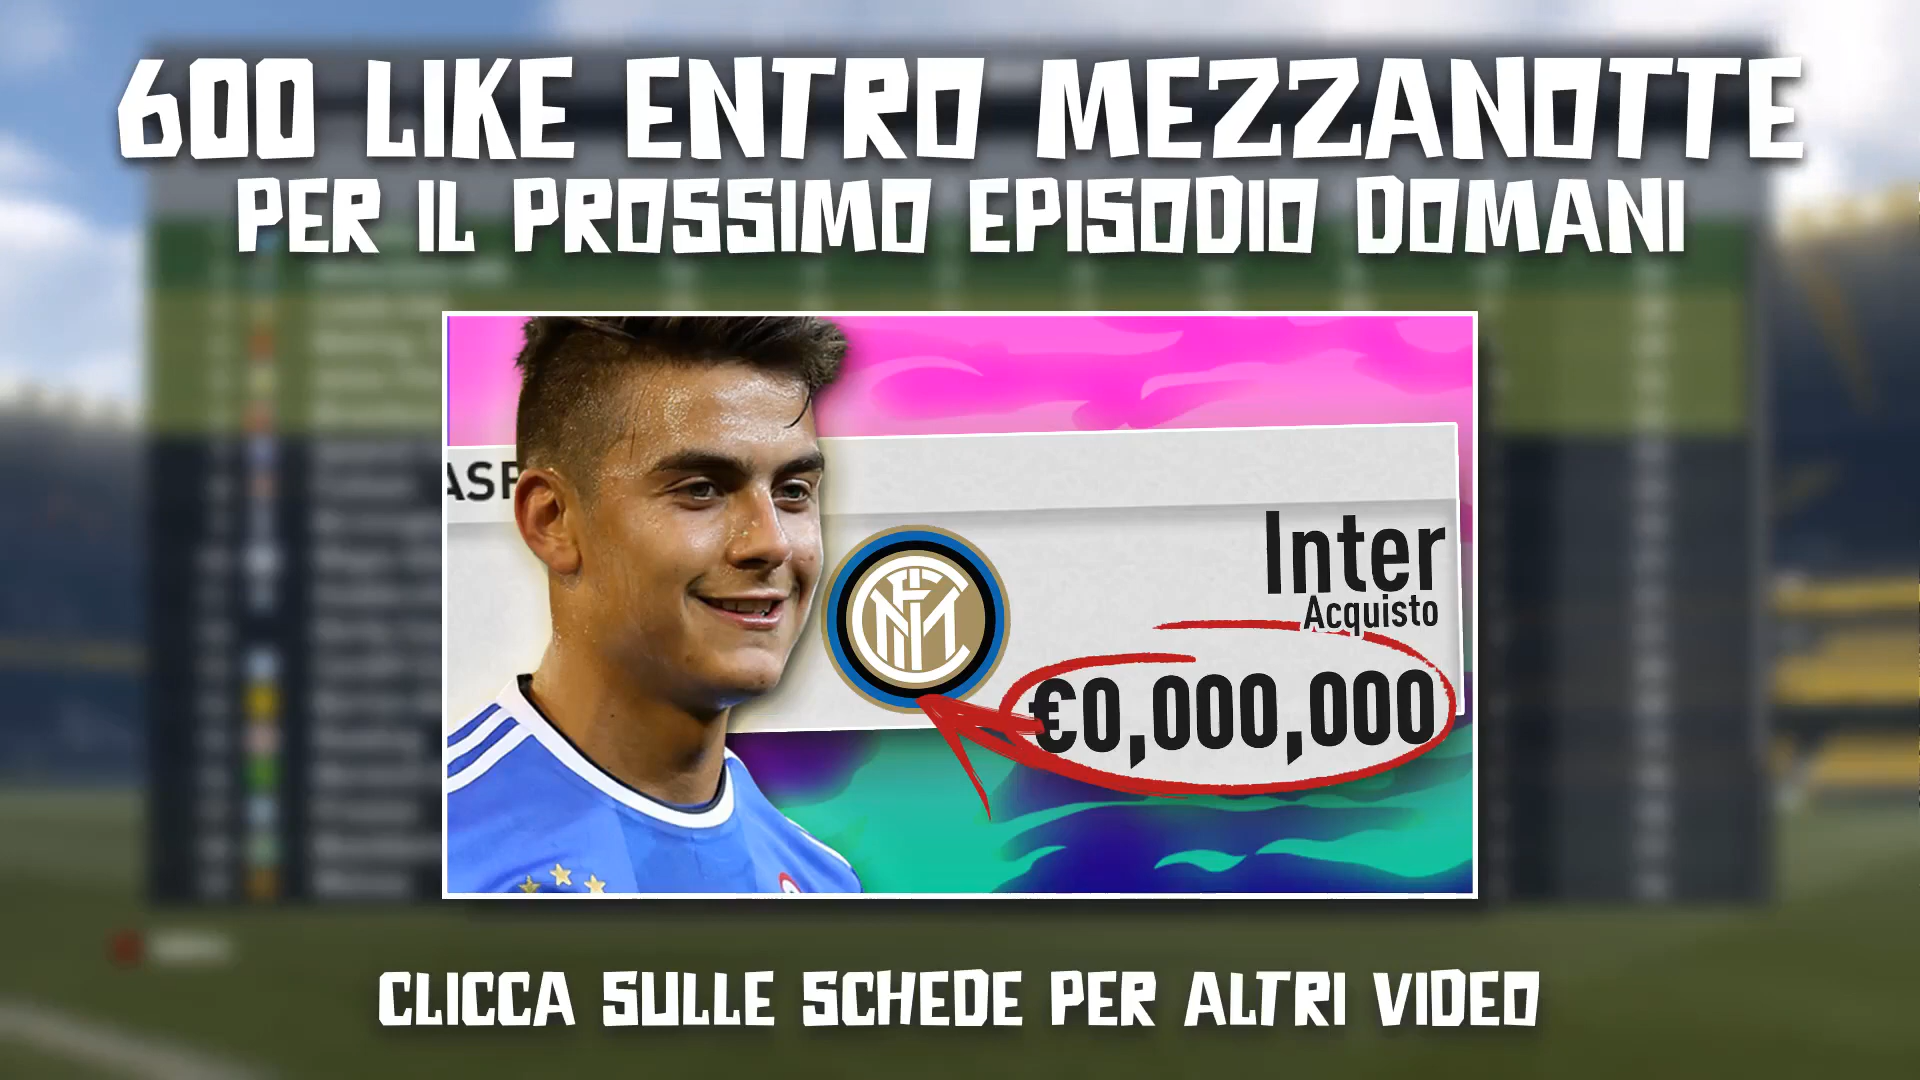 600 LIKE ENTRO MEZZANOTTE
PER IL PROSSIMO EPISODIO DOMANI
Inter
Acquisto
€0,000,000
CLICCA SULLE SCHEDE PER ALTRI VIDEO